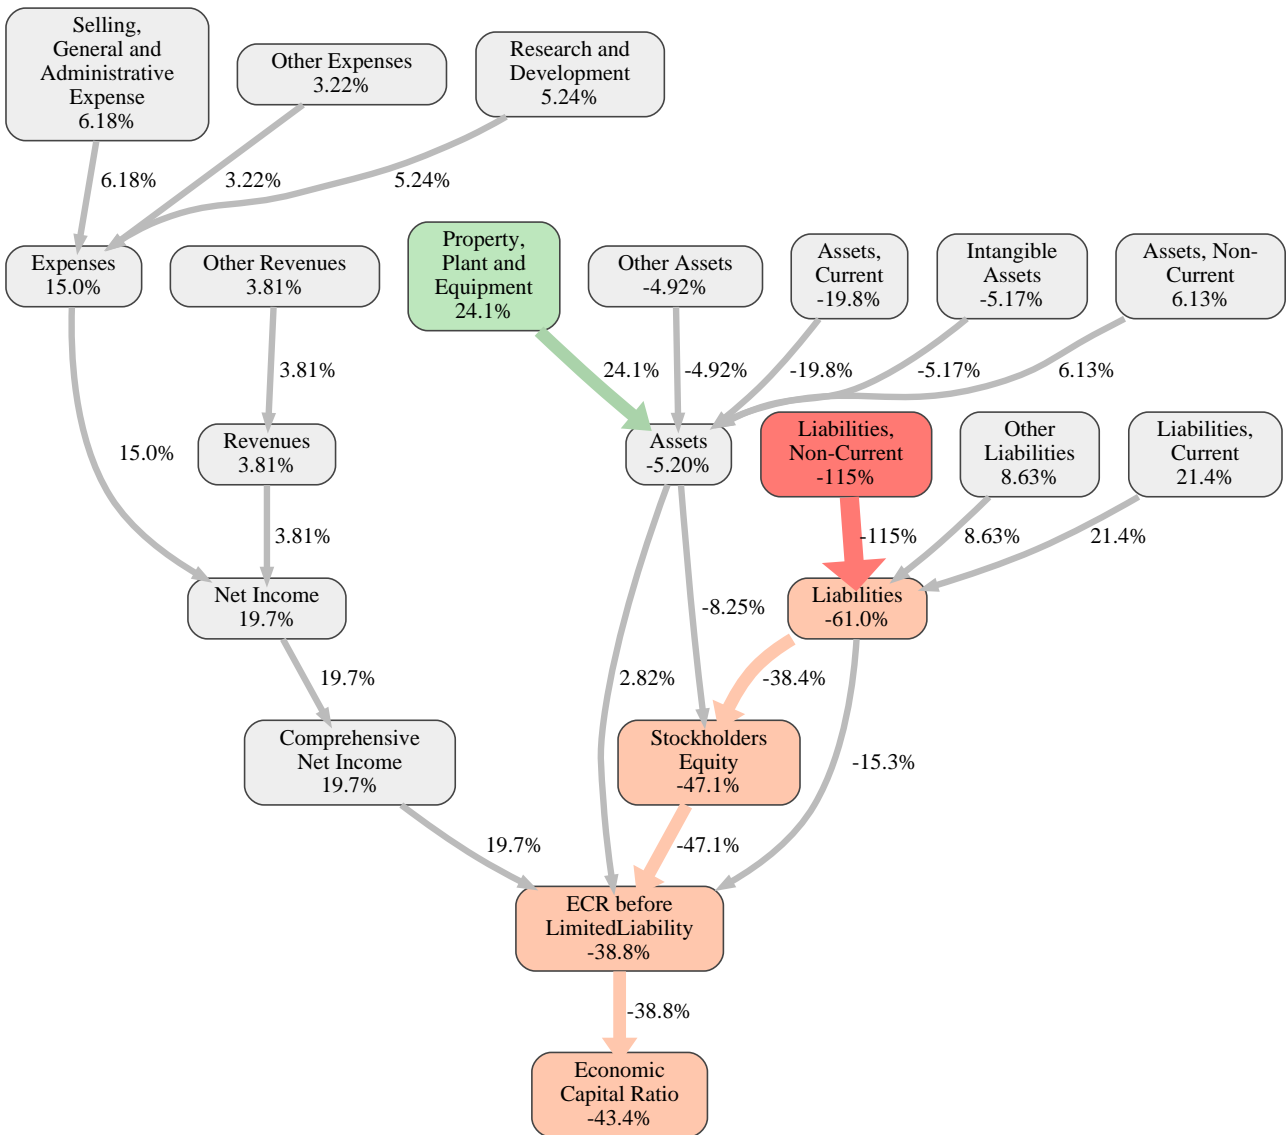 Selling,
General and
Administrative
Expense
6.18%
Other Expenses
3.22%
Research and
Development
5.24%
6.18%
3.22%
5.24%
Expenses
15.0%
Other Revenues
3.81%
Property,
Plant and
Equipment
24.1%
Other Assets
-4.92%
Assets,
Current
-19.8%
Intangible
Assets
-5.17%
Assets, Non-
Current
6.13%
3.81%
24.1%
-4.92%
-19.8%
-5.17%
6.13%
15.0%
Revenues
3.81%
Assets
-5.20%
Liabilities,
Non-Current
-115%
Other
Liabilities
8.63%
Liabilities,
Current
21.4%
3.81%
-115%
8.63%
21.4%
Net Income
19.7%
-8.25%
Liabilities
-61.0%
19.7%
2.82%
-38.4%
Comprehensive
Net Income
19.7%
Stockholders
Equity
-47.1%
-15.3%
19.7%
-47.1%
ECR before
LimitedLiability
-38.8%
-38.8%
Economic
Capital Ratio
-43.4%